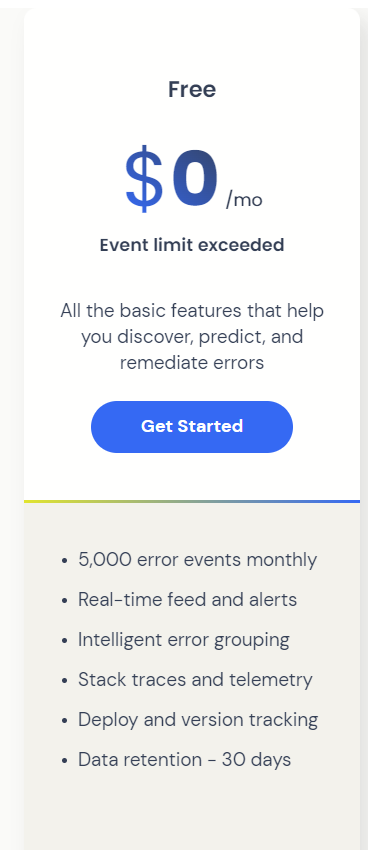 Free
$0 /mo
Event limit exceeded
All the basic features that help
you discover, predict, and
remediate errors
Get Started
• 5,000 error events monthly
• Real-time feed and alerts
• Intelligent error grouping
• Stack traces and telemetry
• Deploy and version tracking
• Data retention - 30 days